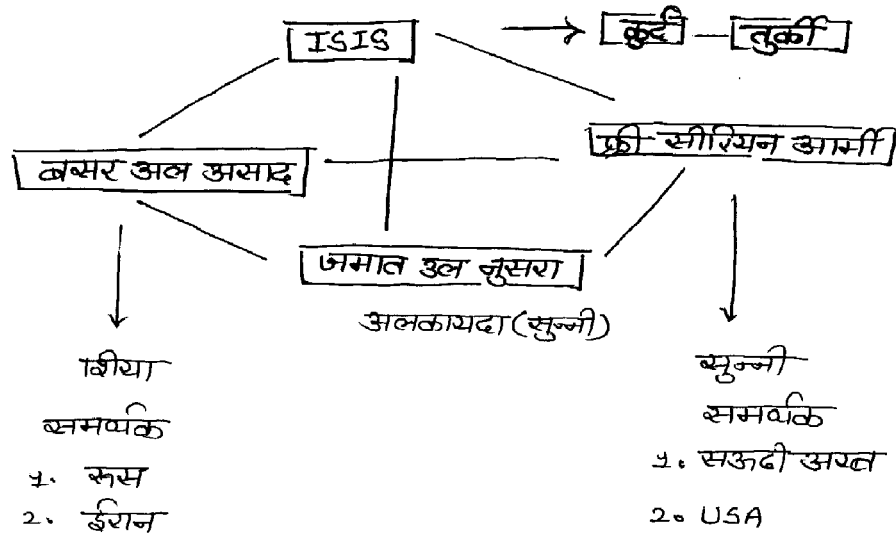 ISIS → कुर्द — तुर्की
बसर अल असाद
फ्री सीरियन आर्मी
जमात उल नुसरा
अलकायदा (सुन्नी)
शिया
समर्थक
1. रूस
2. ईरान
सुन्नी
समर्थक
1. सऊदी अरब
2. USA